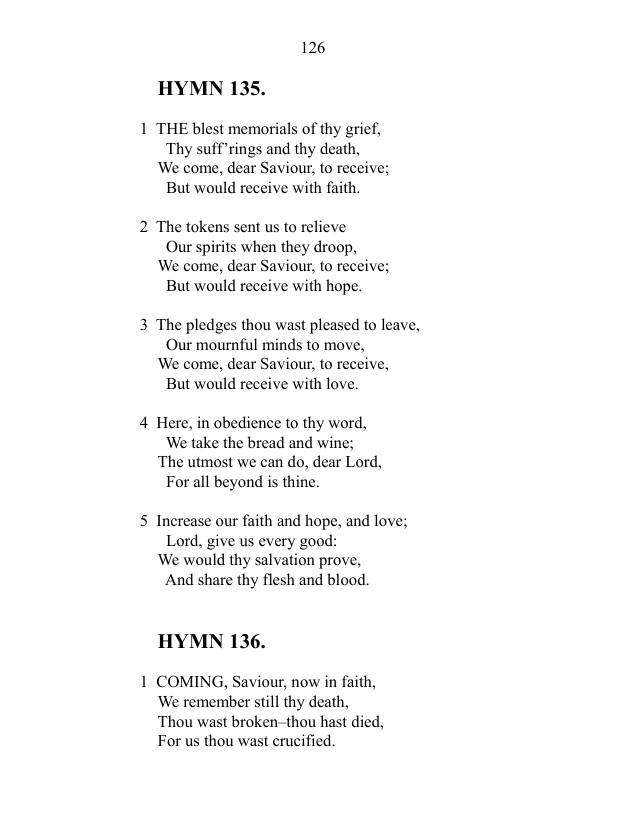 126
HYMN 135.
1 THE blest memorials of thy grief,
Thy suff’rings and thy death,
We come, dear Saviour, to receive;
But would receive with faith.
2 The tokens sent us to relieve
Our spirits when they droop,
We come, dear Saviour, to receive;
But would receive with hope.
3 The pledges thou wast pleased to leave,
Our mournful minds to move,
We come, dear Saviour, to receive,
But would receive with love.
4 Here, in obedience to thy word,
We take the bread and wine;
The utmost we can do, dear Lord,
For all beyond is thine.
5 Increase our faith and hope, and love;
Lord, give us every good:
We would thy salvation prove,
And share thy flesh and blood.
HYMN 136.
1 COMING, Saviour, now in faith,
We remember still thy death,
Thou wast broken–thou hast died,
For us thou wast crucified.